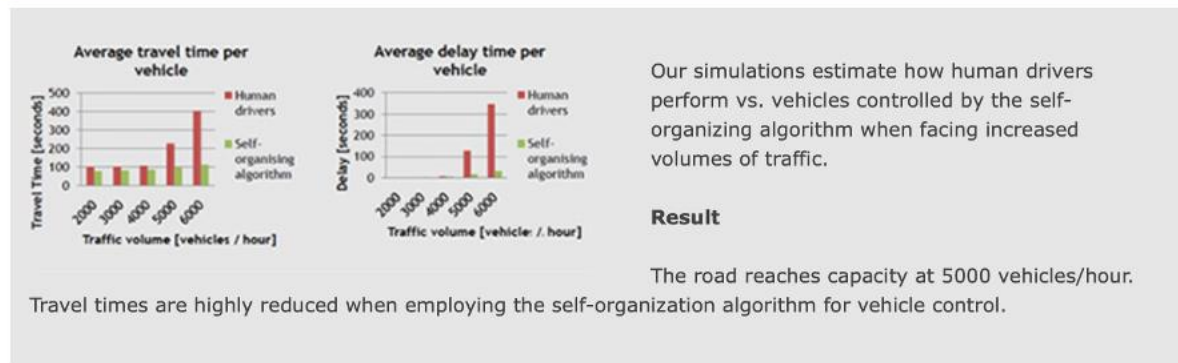 Average travel time per
vehicle
500
400
300
200
100
0
Travel Time [seconds]
2000
3000
4000
5000
6000
Traffic volume [vehicles / hour]
Human
drivers
Self-
organising
algorithm
Average delay time per
vehicle
400
300
200
100
0
Delay [seconds]
2000
3000
4000
5000
6000
Traffic volume [vehicle: /. hour]
Human
drivers
Self-
organising
algorithm
Our simulations estimate how human drivers
perform vs. vehicles controlled by the self-
organizing algorithm when facing increased
volumes of traffic.
Result
The road reaches capacity at 5000 vehicles/hour.
Travel times are highly reduced when employing the self-organization algorithm for vehicle control.